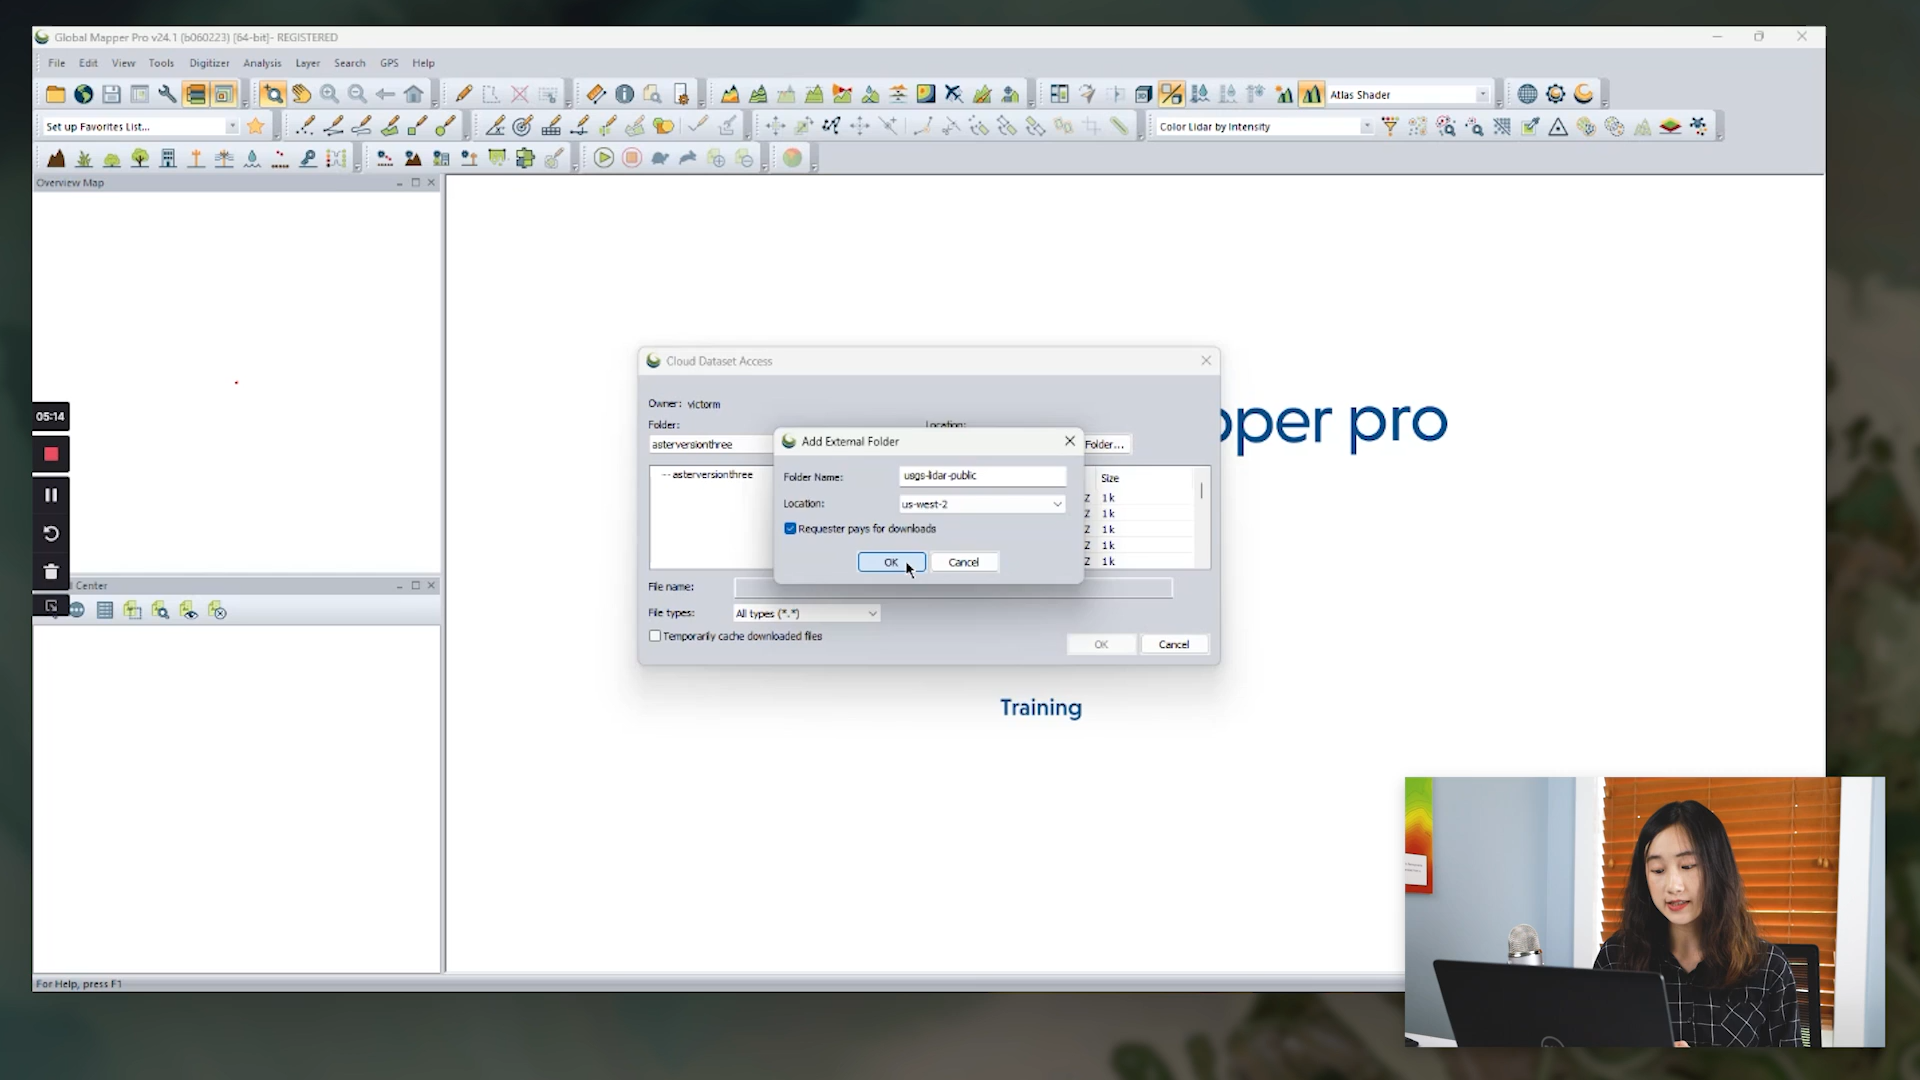 Global Mapper Pro v24.1 (b060223) [64-bit]- REGISTERED
File Edit View Tools Digitizer Analysis Layer Search GPS Help
Atlas Shader
Set up Favorites List...
Color Lidar by Intensity
Overview Map
Cloud Dataset Access
Owner: victorm
Folder: Location:
asterversionthree
Folder...
-- asterversionthree
Size
Z 1k
Z 1k
Z 1k
Z 1k
Z 1k
Add External Folder
Folder Name: usgs-lidar-public
Location: us-west-2
Requester pays for downloads
OK Cancel
File name:
File types: All types (*.*)
Temporarily cache downloaded files
OK Cancel
pper pro
Training
05:14
Center
For Help, press F1